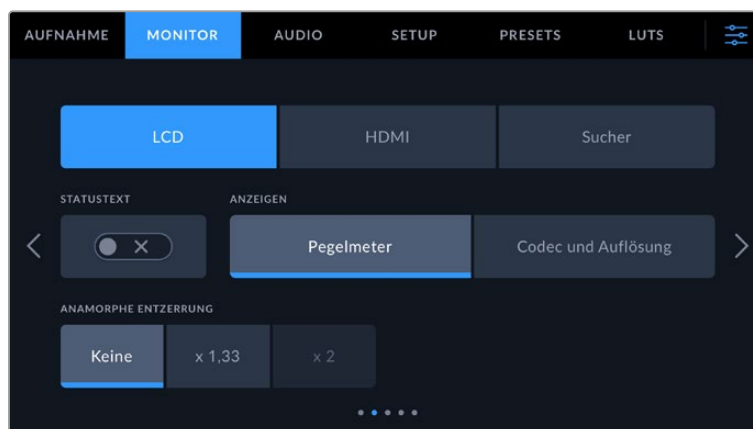 AUFNAHME MONITOR AUDIO SETUP PRESETS LUTS
LCD HDMI Sucher
STATUSTEXT ANZEIGEN
Pegelmeter Codec und Auflösung
ANAMORPHE ENTZERRUNG
Keine x 1,33 x 2